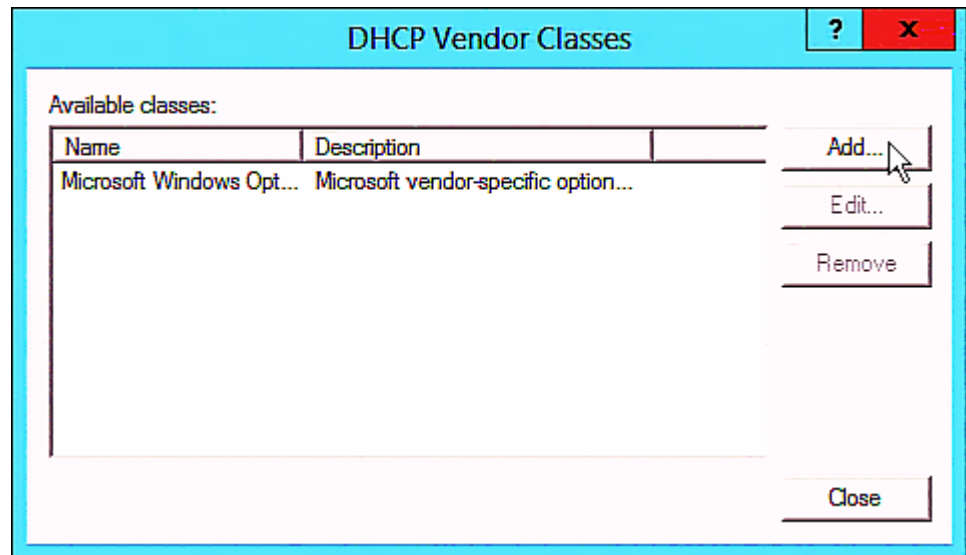 DHCP Vendor Classes
?
x
Available classes:
Name
Description
Add...
Microsoft Windows Opt...
Microsoft vendor-specific option...
Edit...
Remove
Close